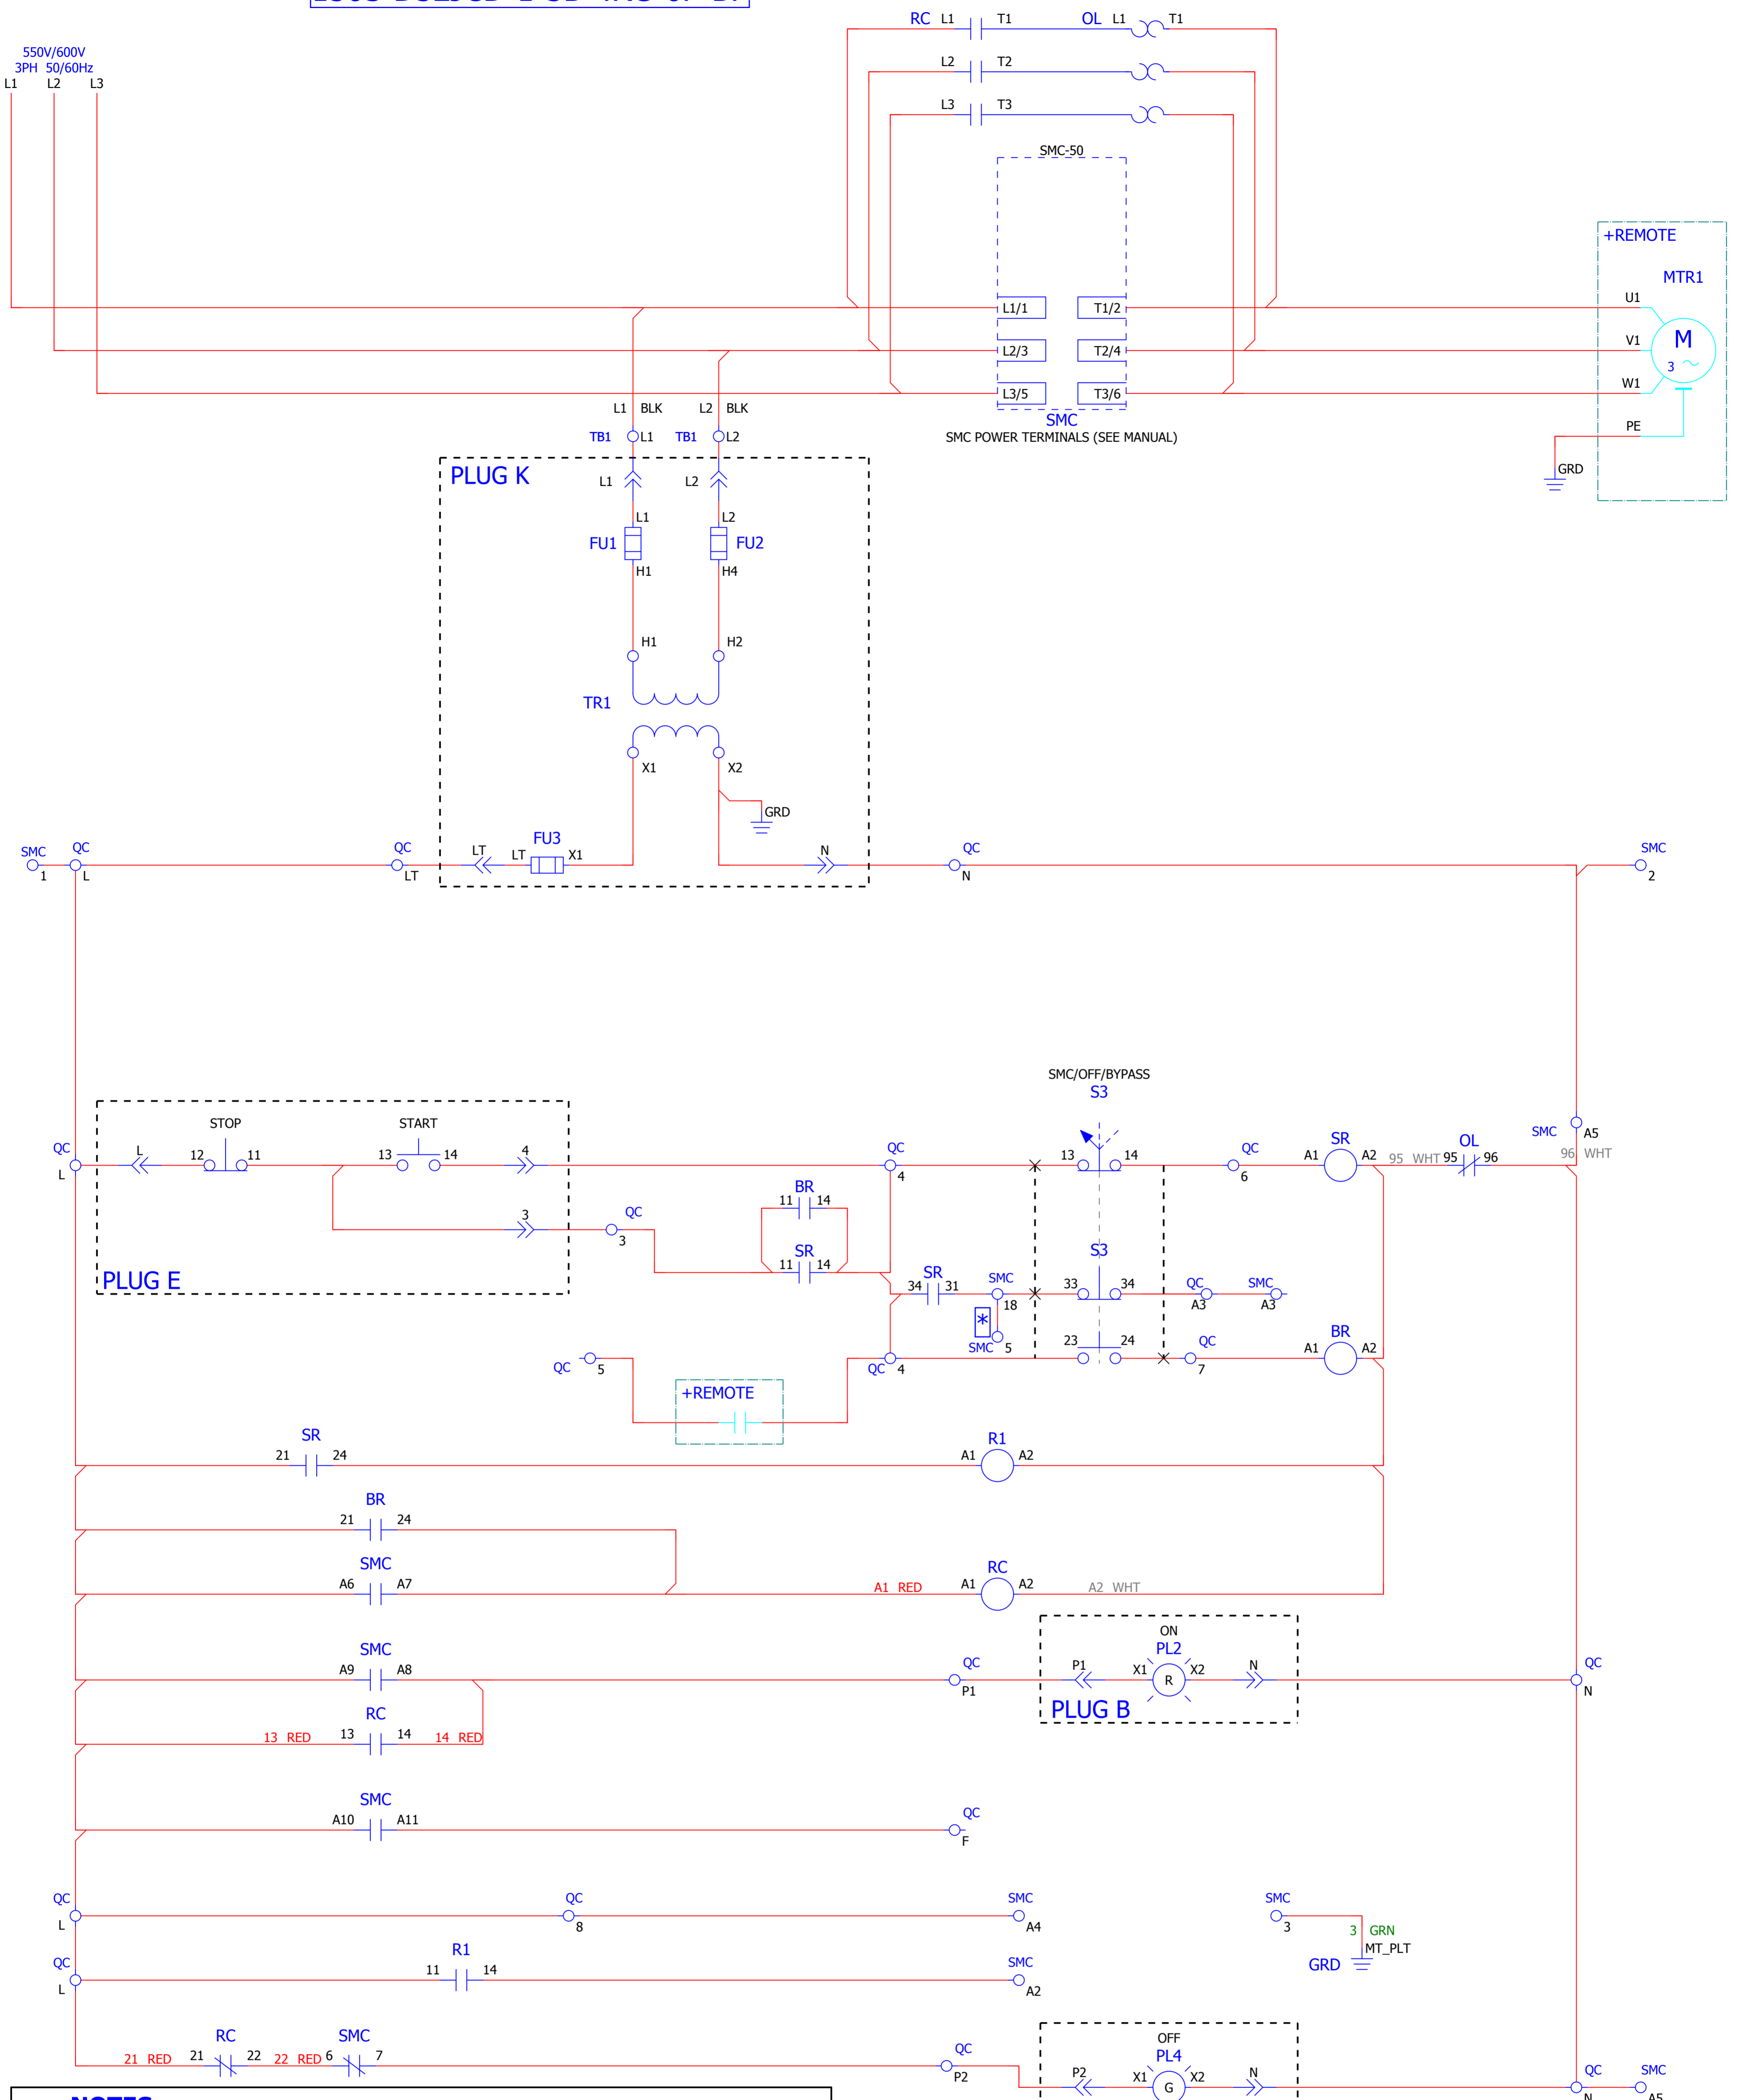 RC L1 T1 OL L1 T1
550V/600V
3PH 50/60Hz
L1 L2 L3
L2 T2
L3 T3
SMC-50
+REMOTE
MTR1
L1/1 T1/2 U1
M
3
L2/3 T2/4 V1
L3/5 T3/6 W1
L1 BLK L2 BLK
SMC
SMC POWER TERMINALS (SEE MANUAL)
PE
TB1 L1 TB1 L2
GRD
PLUG K
L1 L2
L1 L2
FU1 FU2
H1 H4
H1 H2
TR1
X1 X2
GRD
SMC QC QC FU3 QC SMC
LT LT X1 N
1 L LT N 2
SMC/OFF/BYPASS
S3
STOP START
SMC A5
QC L 4 QC SR OL
12 11 13 14 13 14 QC A1 A2 95 WHT 95 96 96 WHT
L 4 6
BR
11 14
3 QC
3
SR
11 14
S3
PLUG E
SR
34 31 SMC 33 34 QC SMC
18 A3 A3
*
SMC 5 23 24 QC BR
A1 A2
QC 5 QC 4 7
+REMOTE
SR R1
21 24 A1 A2
BR
21 24
SMC RC
A6 A7 A1 RED A1 A2 A2 WHT
ON
SMC PL2
A9 A8 QC P1 X1 R X2 N QC
P1 N
PLUG B
RC
13 RED 13 14 14 RED
SMC
A10 A11 QC
F
QC QC SMC SMC
L 8 A4 3
3 GRN
MT_PLT
GRD
QC R1 SMC
11 14
L A2
OFF
RC SMC PL4
21 RED 21 22 22 RED 6 7 QC
P2
P2 X1 G X2 N QC SMC